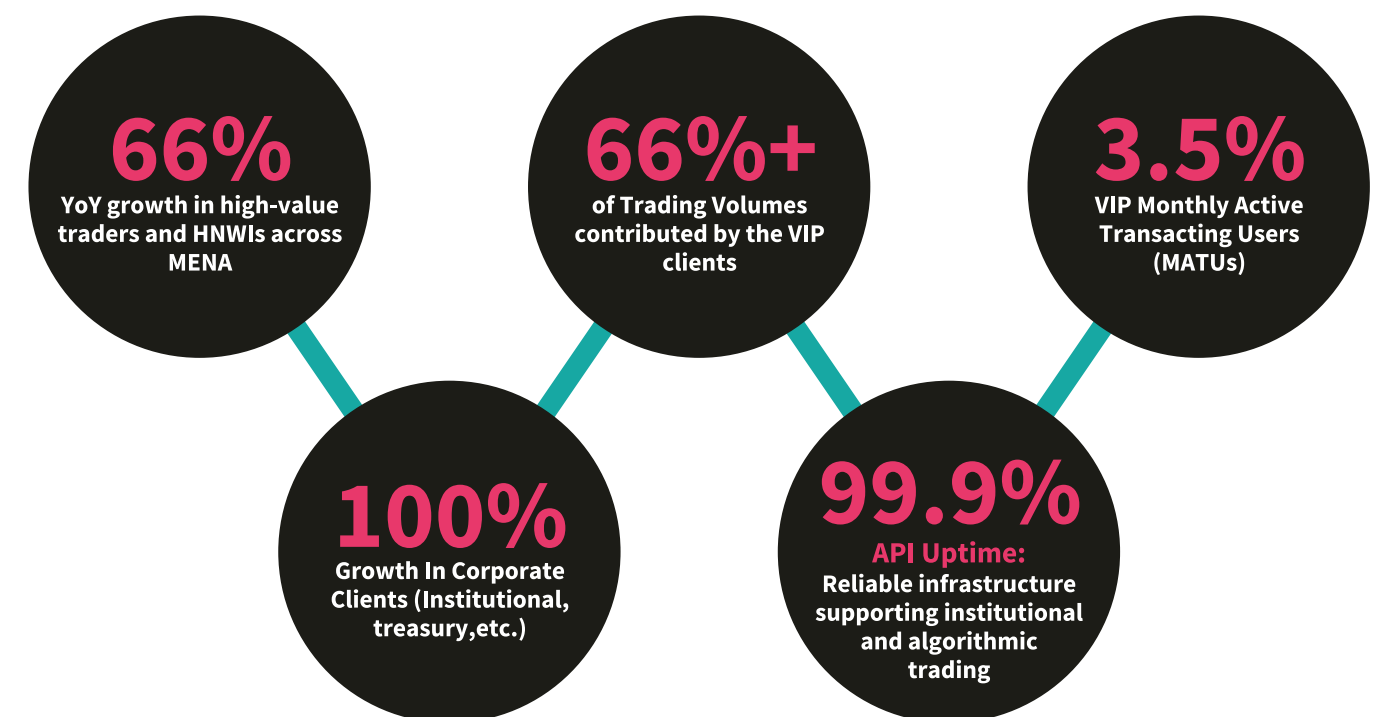 66%
YoY growth in high-value
traders and HNWIs across
MENA
66%+
of Trading Volumes
contributed by the VIP
clients
3.5%
VIP Monthly Active
Transacting Users
(MATUs)
100%
Growth In Corporate
Clients (Institutional,
treasury,etc.)
99.9%
API Uptime:
Reliable infrastructure
supporting institutional
and algorithmic
trading